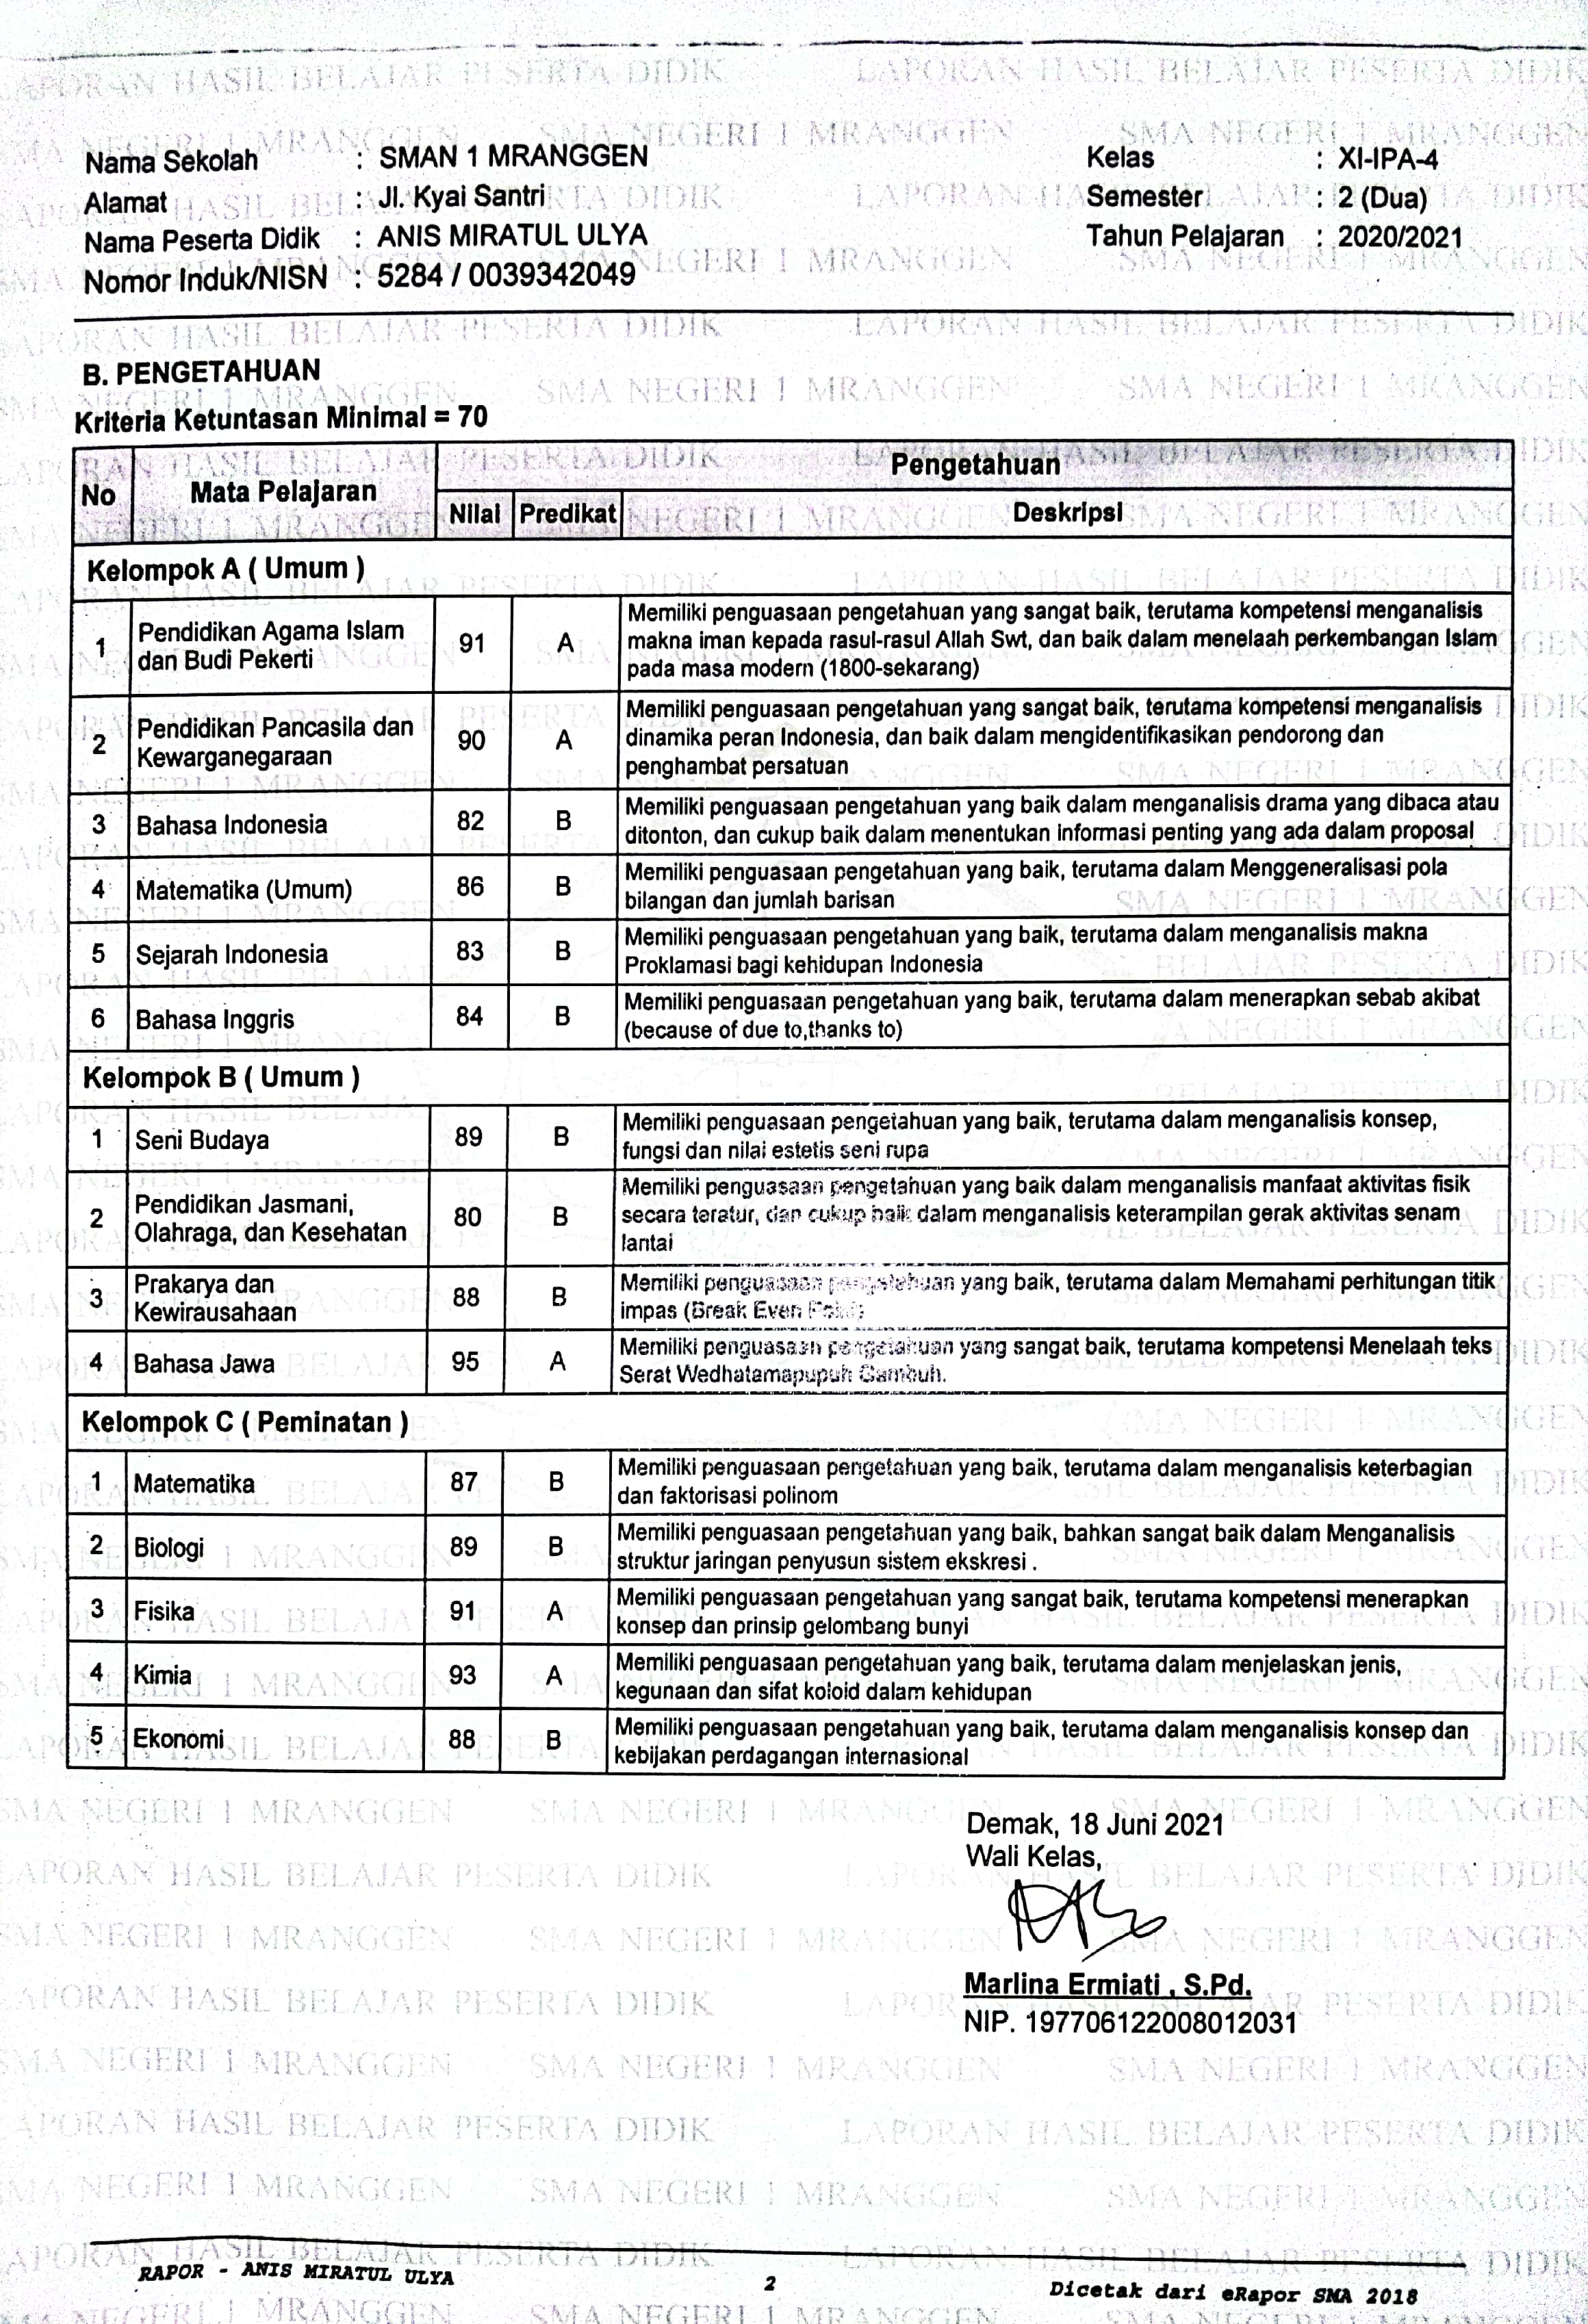 Nama Sekolah : SMAN 1 MRANGGEN
Alamat : Jl. Kyai Santri
Nama Peserta Didik : ANIS MIRATUL ULYA
Nomor Induk/NISN : 5284 / 0039342049
Kelas : XI-IPA-4
Semester : 2 (Dua)
Tahun Pelajaran : 2020/2021
B. PENGETAHUAN
Kriteria Ketuntasan Minimal = 70
No Mata Pelajaran Pengetahuan
Nilai Predikat Deskripsi
Kelompok A ( Umum )
1 Pendidikan Agama Islam dan Budi Pekerti 91 A Memiliki penguasaan pengetahuan yang sangat baik, terutama kompetensi menganalisis
makna iman kepada rasul-rasul Allah Swt, dan baik dalam menelaah perkembangan Islam
pada masa modern (1800-sekarang)
2 Pendidikan Pancasila dan Kewarganegaraan 90 A Memiliki penguasaan pengetahuan yang sangat baik, terutama kompetensi menganalisis
dinamika peran Indonesia, dan baik dalam mengidentifikasikan pendorong dan
penghambat persatuan
3 Bahasa Indonesia 82 B Memiliki penguasaan pengetahuan yang baik dalam menganalisis drama yang dibaca atau
ditonton, dan cukup baik dalam menentukan informasi penting yang ada dalam proposal
4 Matematika (Umum) 86 B Memiliki penguasaan pengetahuan yang baik, terutama dalam Menggeneralisasi pola
bilangan dan jumlah barisan
5 Sejarah Indonesia 83 B Memiliki penguasaan pengetahuan yang baik, terutama dalam menganalisis makna
Proklamasi bagi kehidupan Indonesia
6 Bahasa Inggris 84 B Memiliki penguasaan pengetahuan yang baik, terutama dalam menerapkan sebab akibat
(because of due to,thanks to)
Kelompok B ( Umum )
1 Seni Budaya 89 B Memiliki penguasaan pengetahuan yang baik, terutama dalam menganalisis konsep,
fungsi dan nilai estetis seni rupa
2 Pendidikan Jasmani, Olahraga, dan Kesehatan 80 B Memiliki penguasaan pengetahuan yang baik dalam menganalisis manfaat aktivitas fisik
secara teratur, dan cukup baik dalam menganalisis keterampilan gerak aktivitas senam
lantai
3 Prakarya dan Kewirausahaan 88 B Memiliki penguasaan pengetahuan yang baik, terutama dalam Memahami perhitungan titik
impas (Break Even
4 Bahasa Jawa 95 A Memiliki penguasaan pengetahuan yang sangat baik, terutama kompetensi Menelaah teks
Serat Wedhatamapupuh Gambuh.
Kelompok C ( Peminatan )
1 Matematika 87 B Memiliki penguasaan pengetahuan yang baik, terutama dalam menganalisis keterbagian
dan faktorisasi polinom
2 Biologi 89 B Memiliki penguasaan pengetahuan yang baik, bahkan sangat baik dalam Menganalisis
struktur jaringan penyusun sistem ekskresi .
3 Fisika 91 A Memiliki penguasaan pengetahuan yang sangat baik, terutama kompetensi menerapkan
konsep dan prinsip gelombang bunyi
4 Kimia 93 A Memiliki penguasaan pengetahuan yang baik, terutama dalam menjelaskan jenis,
kegunaan dan sifat koloid dalam kehidupan
5 Ekonomi 88 B Memiliki penguasaan pengetahuan yang baik, terutama dalam menganalisis konsep dan
kebijakan perdagangan internasional
Demak, 18 Juni 2021
Wali Kelas,
Marlina Ermiati , S.Pd.
NIP. 197706122008012031
RAPOR - ANIS MIRATUL ULYA 2 Dicetak dari eRapor SMA 2018